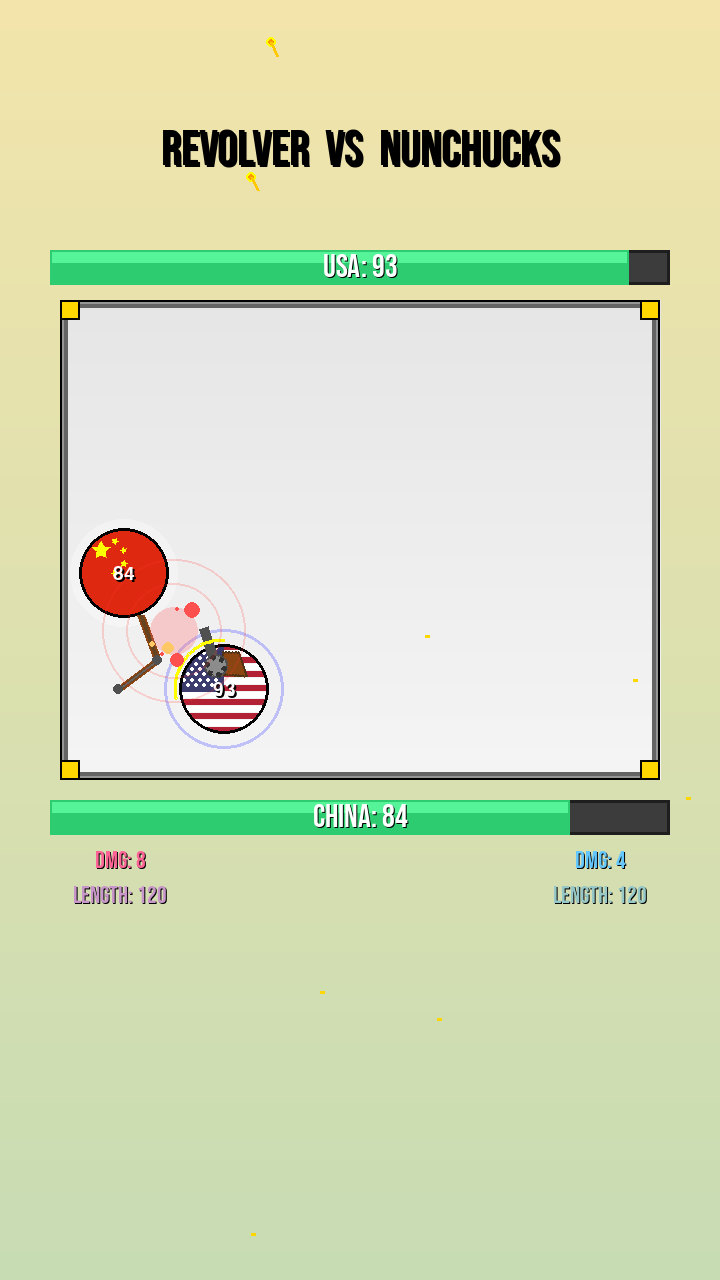 REVOLVER VS NUNCHUCKS
USA: 93
84
93
CHINA: 84
DMG: 8
DMG: 4
LENGTH: 120
LENGTH: 120